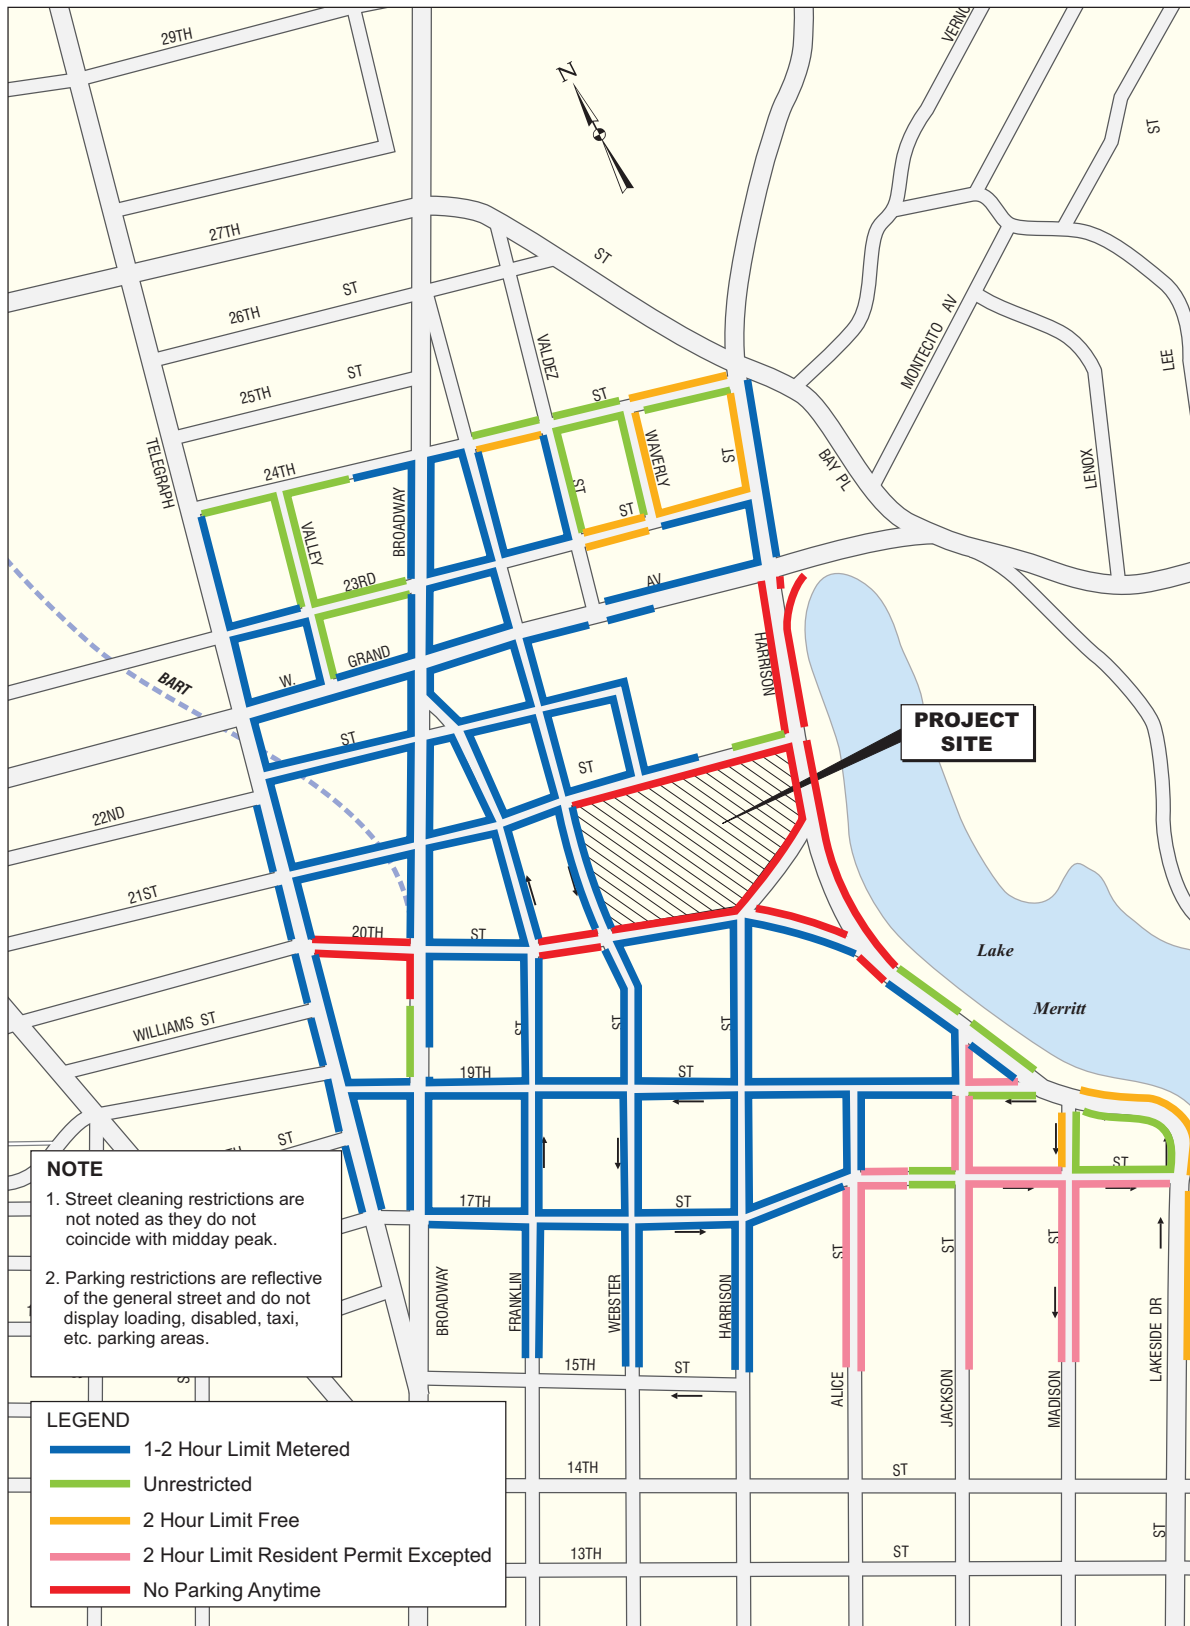 29TH
VERNO
N
ST
27TH
ST
ST
26TH
MONTECITO AV
VALDEZ
LEE
ST
25TH
ST
TELEGRAPH
WAVERLY
ST
BAY PL
LENOX
24TH
ST
ST
BROADWAY
VALLEY
23RD
AV
HARRISON
GRAND
W.
BART
PROJECT
SITE
ST
ST
22ND
21ST
20TH
ST
Lake
Merritt
WILLIAMS ST
ST
ST
ST
19TH
ST
ST
TH
ST
17TH
ST
ST
ST
ST
BROADWAY
FRANKLIN
WEBSTER
HARRISON
LAKESIDE DR
15TH
ST
ALICE
JACKSON
MADISON
14TH
ST
13TH
ST
ST
NOTE
1. Street cleaning restrictions are
not noted as they do not
coincide with midday peak.
2. Parking restrictions are reflective
of the general street and do not
display loading, disabled, taxi,
etc. parking areas.
LEGEND
1-2 Hour Limit Metered
Unrestricted
2 Hour Limit Free
2 Hour Limit Resident Permit Excepted
No Parking Anytime